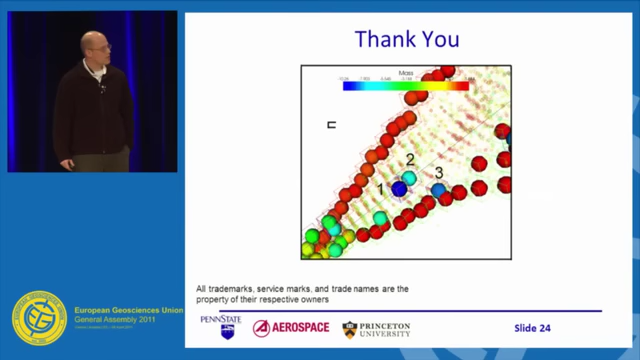 Thank You
Mass
2
1
3
All trademarks, service marks, and trade names are the
property of their respective owners
European Geosciences Union
General Assembly 2011
PENNSTATE
AEROSPACE
PRINCETON
UNIVERSITY
Slide 24